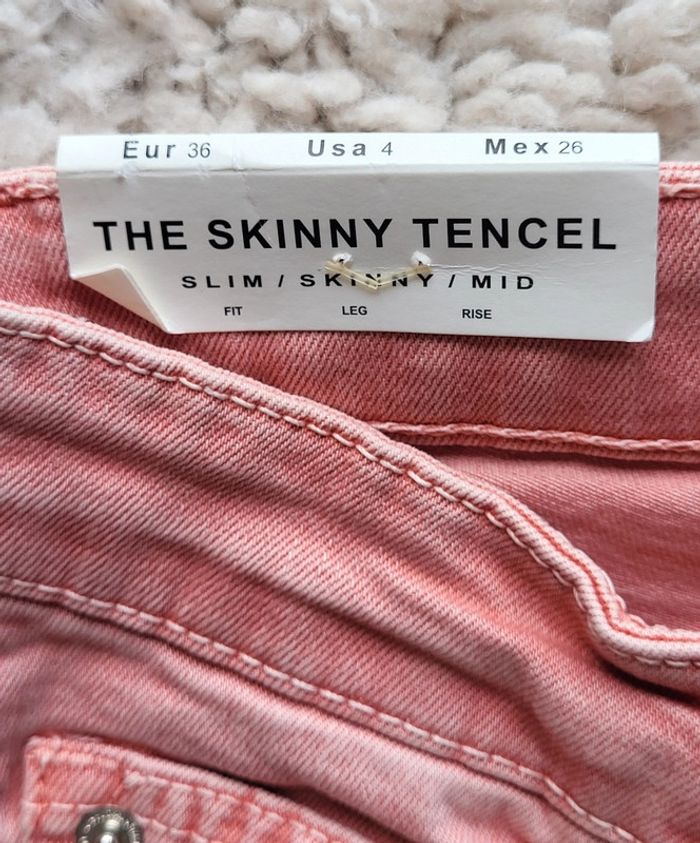 Eur 36 Usa 4 Mex 26
THE SKINNY TENCEL
SLIM / SKINNY / MID
FIT LEG RISE